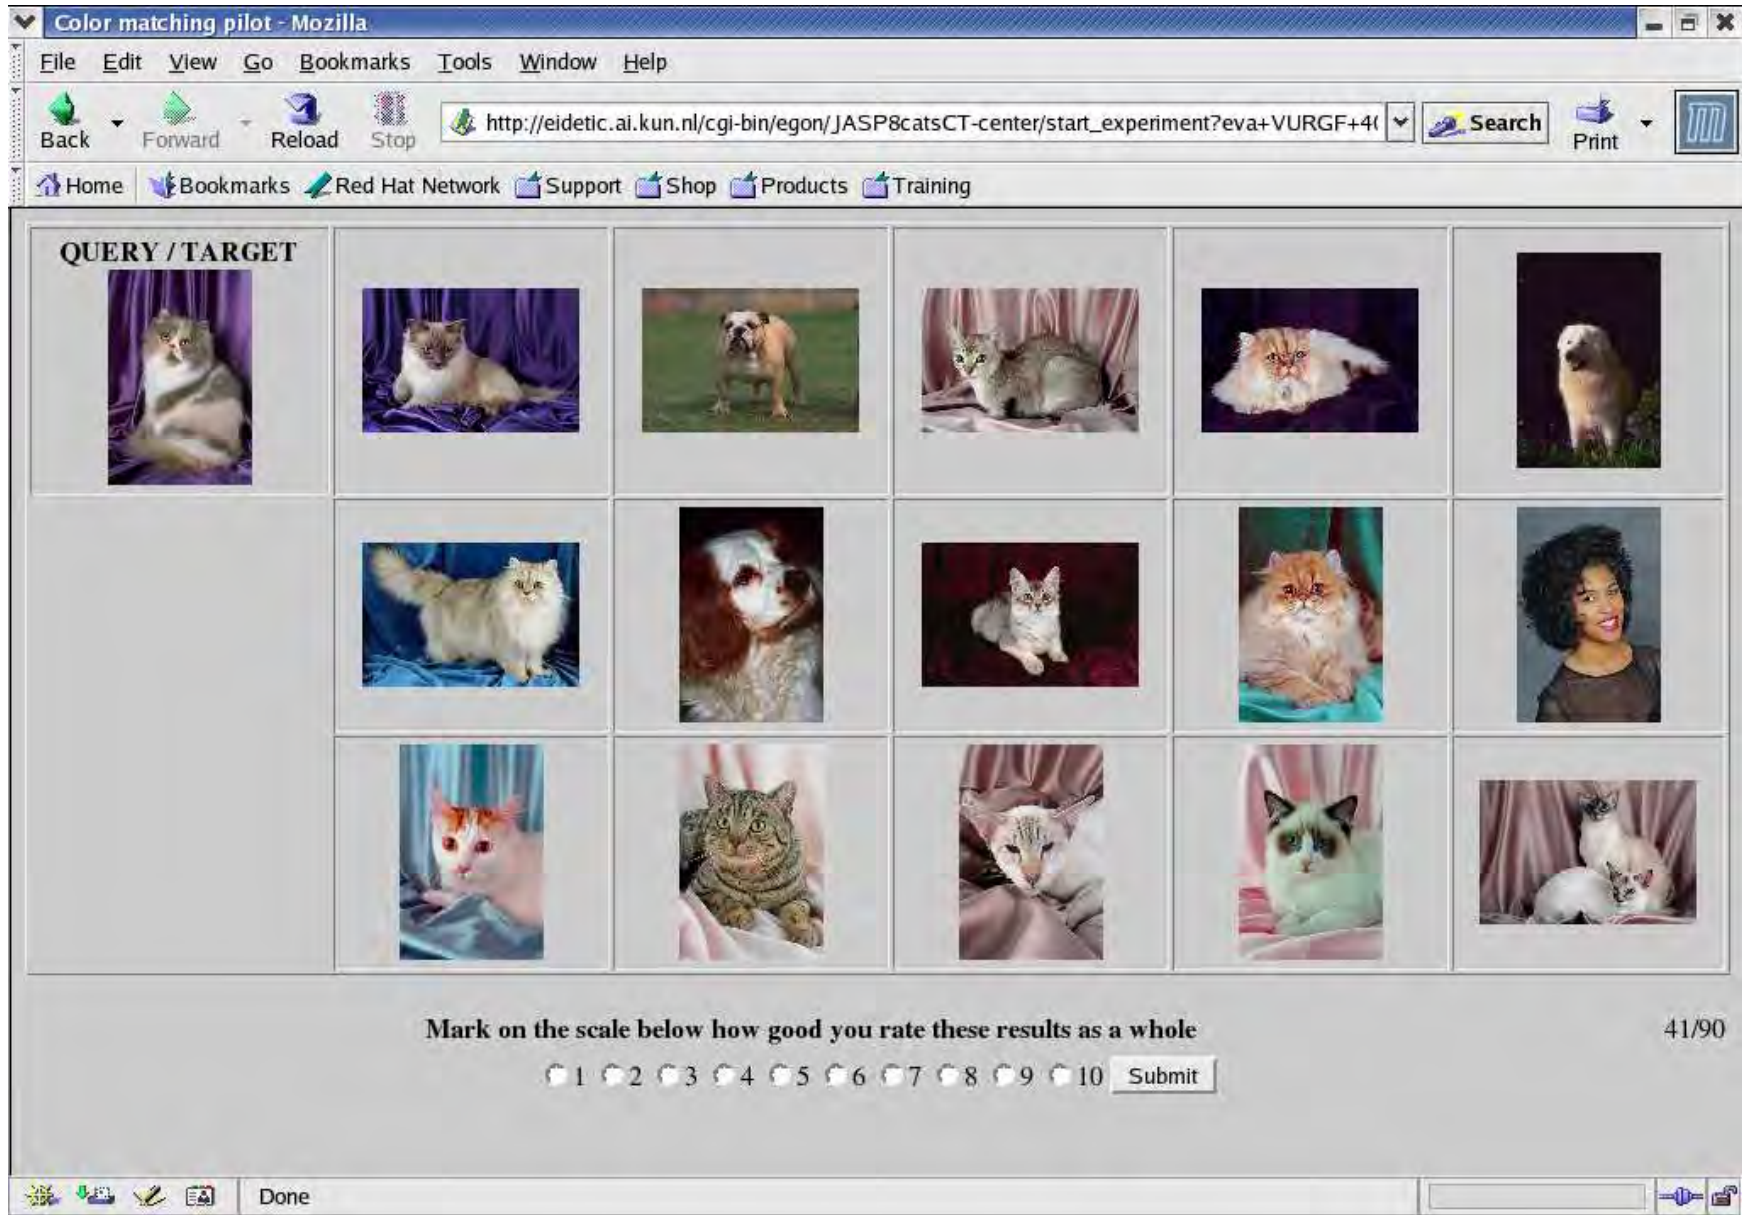 Color matching pilot - Mozilla
File Edit View Go Bookmarks Tools Window Help
Back Forward Reload Stop http://eidetic.ai.kun.nl/cgi-bin/egon/JASP8catsCT-center/start_experiment?eva+VURGF+4( Search Print
Home Bookmarks Red Hat Network Support Shop Products Training
QUERY / TARGET
Mark on the scale below how good you rate these results as a whole 41/90
1 2 3 4 5 6 7 8 9 10 Submit
Done